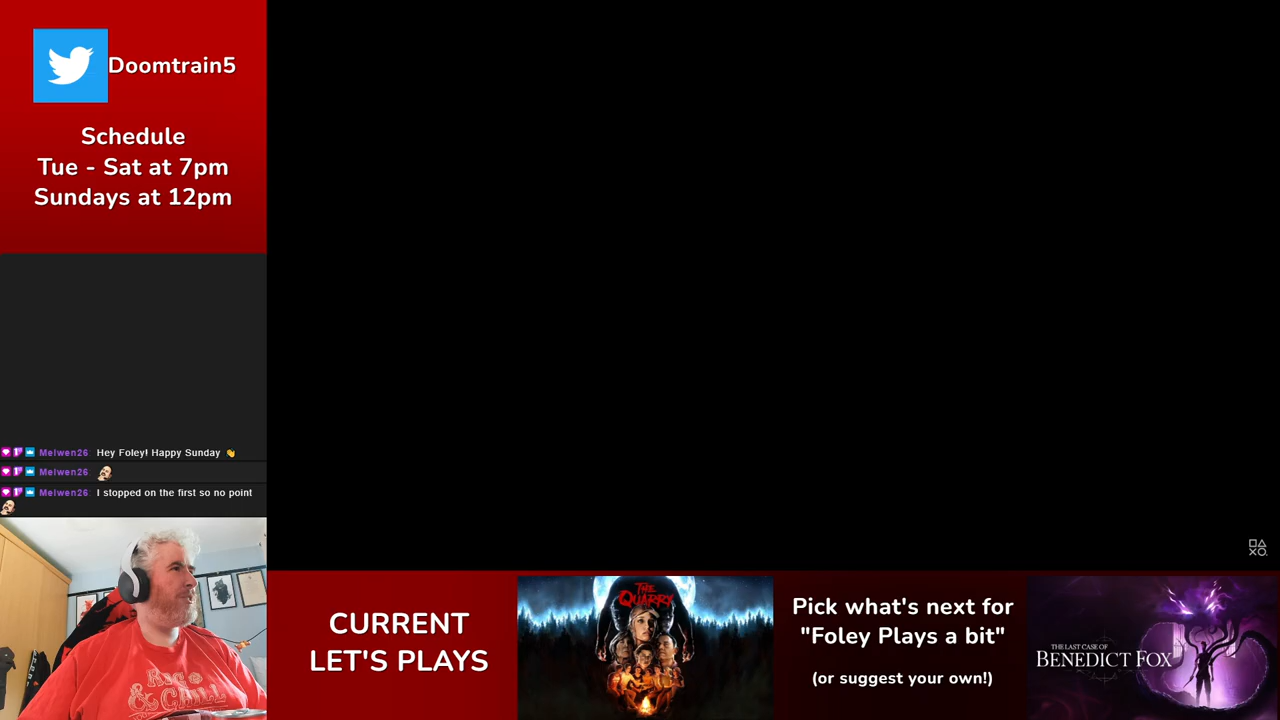 Doomtrain5
Schedule
Tue - Sat at 7pm
Sundays at 12pm
Melwen26 Hey Foley! Happy Sunday 👋
Melwen26
Melwen26 I stopped on the first so no point
& CHILL
CURRENT
LET'S PLAYS
THE
QUARRY
Pick what's next for
"Foley Plays a bit"
(or suggest your own!)
THE LAST CASE OF
BENEDICT FOX